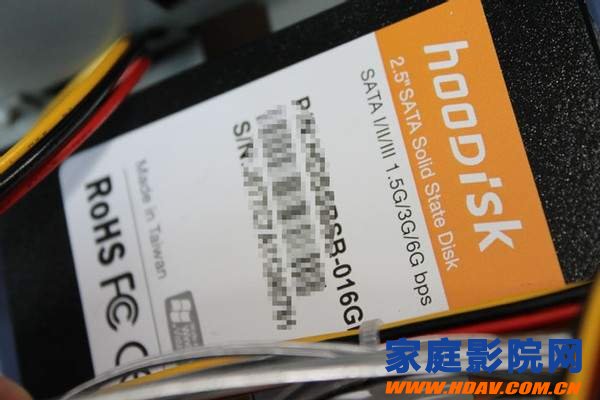 hooDisk
2.5" SATA Solid State Disk
SATA I/II/III 1.5G/3G/6G bps
P/N
-016G
S/N
Made in Taiwan
RoHS FC
家庭影院网
WWW.HDAV.COM.CN